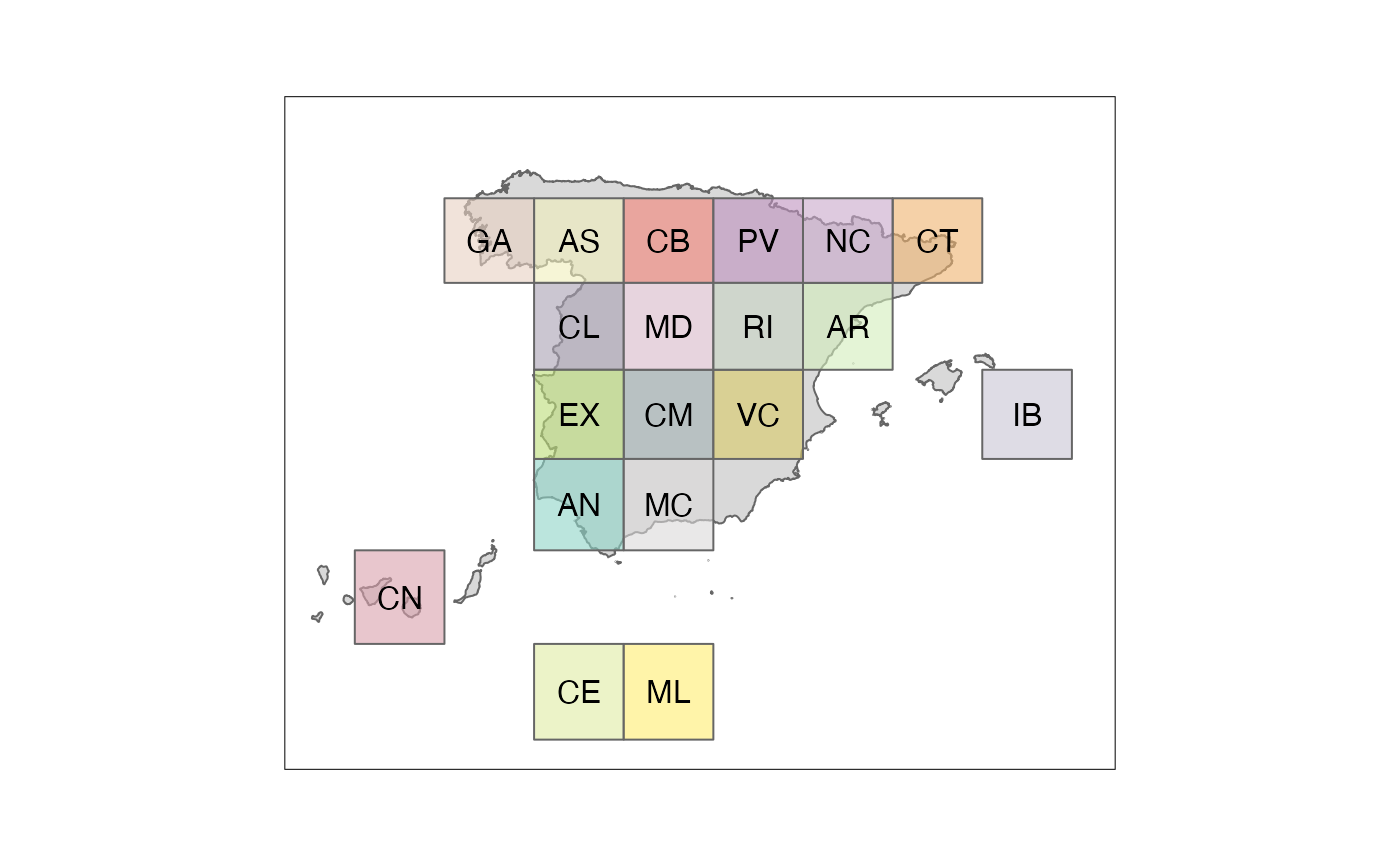 GA AS CB PV NC CT
CL MD RI AR
EX CM VC IB
AN MC
CN
CE ML